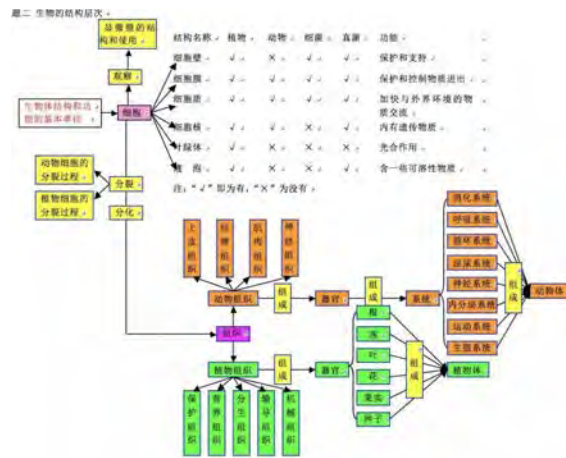 题二 生物的结构层次
显微镜的结构和使用
观察
生物体结构和功能的基本单位
细胞
结构名称 植物 动物 细菌 真菌 功能
细胞壁 √ × √ √ 保护和支持
细胞膜 √ √ √ √ 保护和控制物质进出
细胞质 √ √ √ √ 加快与外界环境的物质交流
细胞核 √ √ × √ 内有遗传物质
叶绿体 √ × × × 光合作用
液泡 √ × × √ 含一些可溶性物质
注:“√”即为有,“×”为没有
动物细胞的分裂过程
植物细胞的分裂过程
分裂
分化
上皮组织
结缔组织
肌肉组织
神经组织
动物组织
组成
器官
组成
系统
消化系统
呼吸系统
循环系统
泌尿系统
神经系统
内分泌系统
运动系统
生殖系统
组成
动物体
组织
植物组织
组成
器官
根
茎
叶
花
果实
种子
组成
植物体
保护组织
营养组织
分生组织
输导组织
机械组织